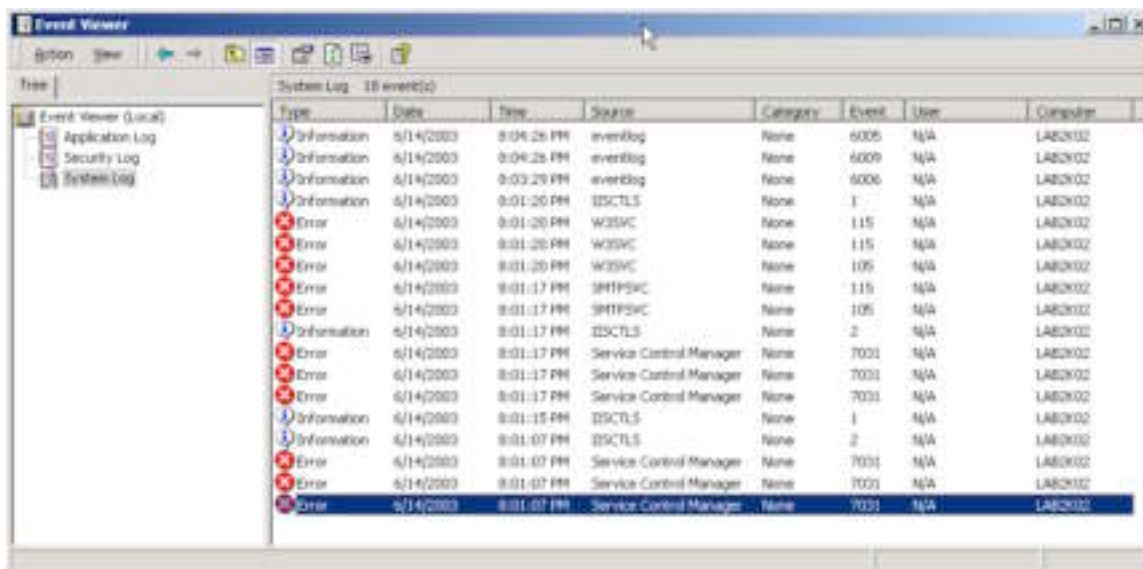 Event Viewer
Action View
Tree
System Log 18 event(s)
Event Viewer (Local)
Application Log
Security Log
System Log
Type Date Time Source Category Event User Computer
Information 6/14/2003 8:04:26 PM eventlog None 6005 N/A LAB2K02
Information 6/14/2003 8:04:26 PM eventlog None 6009 N/A LAB2K02
Information 6/14/2003 8:03:29 PM eventlog None 6006 N/A LAB2K02
Information 6/14/2003 8:01:20 PM IISCTLS None 1 N/A LAB2K02
Error 6/14/2003 8:01:20 PM W3SVC None 115 N/A LAB2K02
Error 6/14/2003 8:01:20 PM W3SVC None 115 N/A LAB2K02
Error 6/14/2003 8:01:20 PM W3SVC None 105 N/A LAB2K02
Error 6/14/2003 8:01:17 PM SMTPSVC None 115 N/A LAB2K02
Error 6/14/2003 8:01:17 PM SMTPSVC None 105 N/A LAB2K02
Information 6/14/2003 8:01:17 PM IISCTLS None 2 N/A LAB2K02
Error 6/14/2003 8:01:17 PM Service Control Manager None 7031 N/A LAB2K02
Error 6/14/2003 8:01:17 PM Service Control Manager None 7031 N/A LAB2K02
Error 6/14/2003 8:01:17 PM Service Control Manager None 7031 N/A LAB2K02
Information 6/14/2003 8:01:15 PM IISCTLS None 1 N/A LAB2K02
Information 6/14/2003 8:01:07 PM IISCTLS None 2 N/A LAB2K02
Error 6/14/2003 8:01:07 PM Service Control Manager None 7031 N/A LAB2K02
Error 6/14/2003 8:01:07 PM Service Control Manager None 7031 N/A LAB2K02
Error 6/14/2003 8:01:07 PM Service Control Manager None 7031 N/A LAB2K02